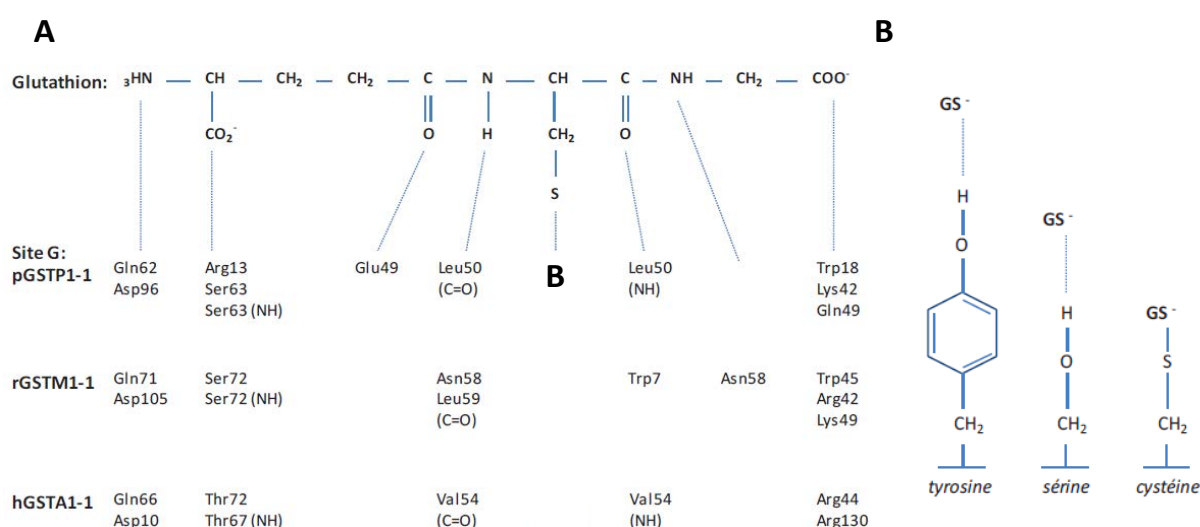 A
B
Glutathion: ₃HN CH CH₂ CH₂ C N CH C NH CH₂ COO⁻
CO₂⁻ O H CH₂ O
S
Site G:
pGSTP1-1
Gln62 Arg13 Glu49 Leu50 B Leu50 Trp18
Asp96 Ser63 (C=O) (NH) Lys42
Ser63 (NH) Gln49
rGSTM1-1 Gln71 Ser72 Asn58 Trp7 Asn58 Trp45
Asp105 Ser72 (NH) Leu59 Arg42
(C=O) Lys49
hGSTA1-1 Gln66 Thr72 Val54 Val54 Arg44
Asp10 Thr67 (NH) (C=O) (NH) Arg130
GS⁻
H
O
CH₂
tyrosine
GS⁻
H
O
CH₂
sérine
GS⁻
S
CH₂
cystéine